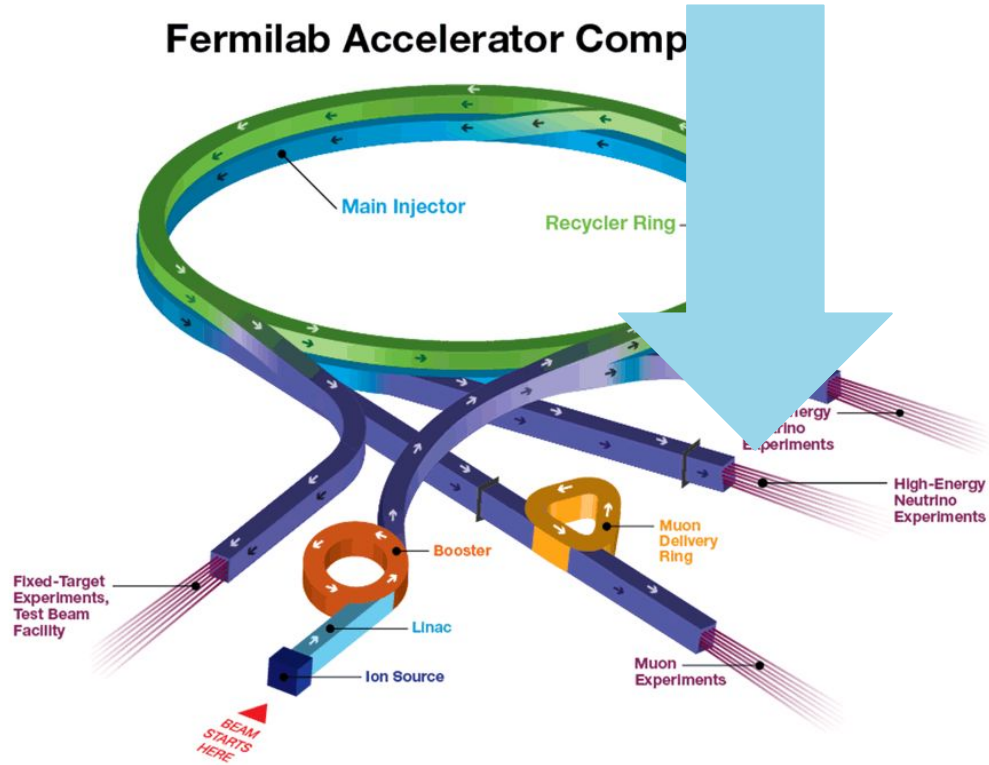 Fermilab Accelerator Comp
Main Injector
Recycler Ring
Experiments
High-Energy
Neutrino
Experiments
Muon
Delivery
Ring
Booster
Fixed-Target
Experiments,
Test Beam
Facility
Linac
Ion Source
Muon
Experiments
BEAM
STARTS
HERE